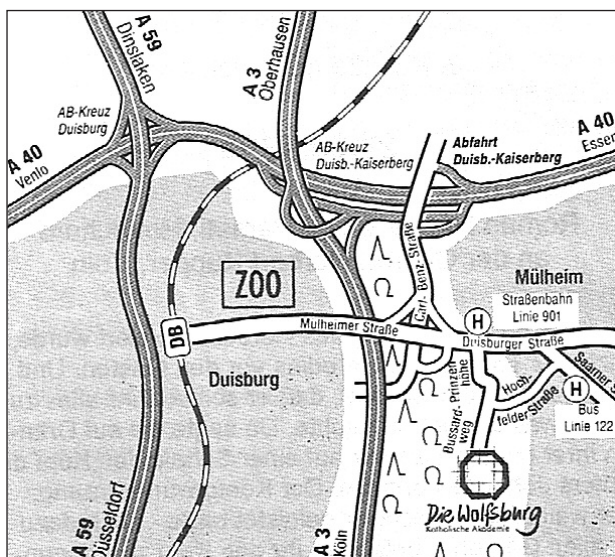 A 59
Dinslaken
A 3
Oberhausen
AB-Kreuz
Duisburg
AB-Kreuz
Duisb.-Kaiserberg
Abfahrt
Duisb.-Kaiserberg
A 40
Essen
A 40
Venlo
ZOO
Carl-Benz-Straße
Mülheim
Straßenbahn
Linie 901
H
DB
Mülheimer Straße
Duisburger Straße
Duisburg
Prinzen-
höhe
Hoch-
felder Straße
Saarner
H
Bus
Linie 122
Bussard-
weg
A 59
Düsseldorf
A 3
Köln
Die Wolfsburg
Katholische Akademie